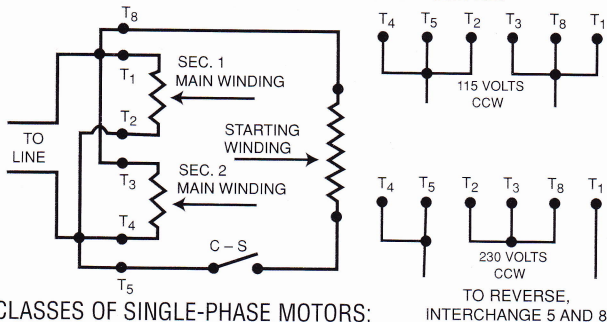 T8
T1
SEC. 1
MAIN WINDING
T2
TO
LINE
STARTING
WINDING
T3
SEC. 2
MAIN WINDING
T4
C – S
T5
T4 T5 T2 T3 T8 T1
115 VOLTS
CCW
T4 T5 T2 T3 T8 T1
230 VOLTS
CCW
TO REVERSE,
INTERCHANGE 5 AND 8
CLASSES OF SINGLE-PHASE MOTORS: